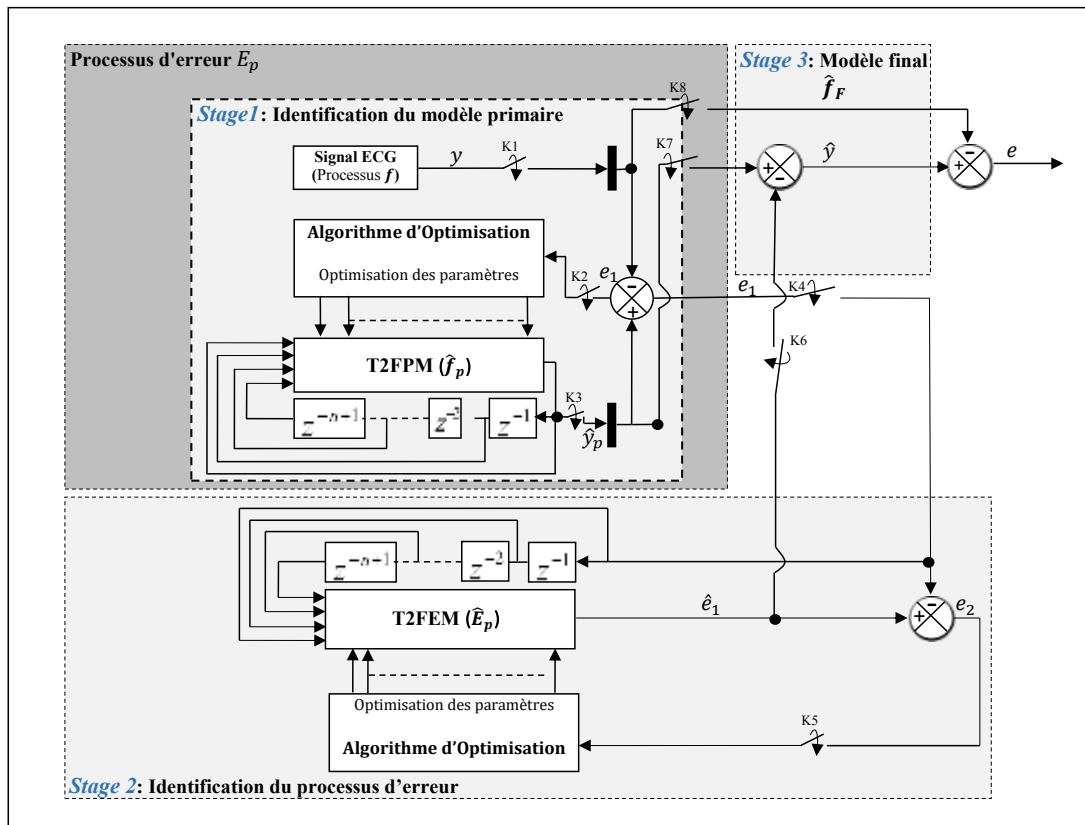 Processus d'erreur E_p
Stage 3: Modèle final
f̂_F
K8
Stage1: Identification du modèle primaire
K7
Signal ECG
(Processus f)
y
K1
ŷ
e
Algorithme d'Optimisation
Optimisation des paramètres
K2
e_1
e_1
K4
K6
T2FPM (f̂_p)
K3
z^{-n+1}
z^{-2}
z^{-1}
ŷ_p
z^{-n+1}
z^{-2}
z^{-1}
T2FEM (Ê_p)
ê_1
e_2
Optimisation des paramètres
Algorithme d'Optimisation
K5
Stage 2: Identification du processus d'erreur